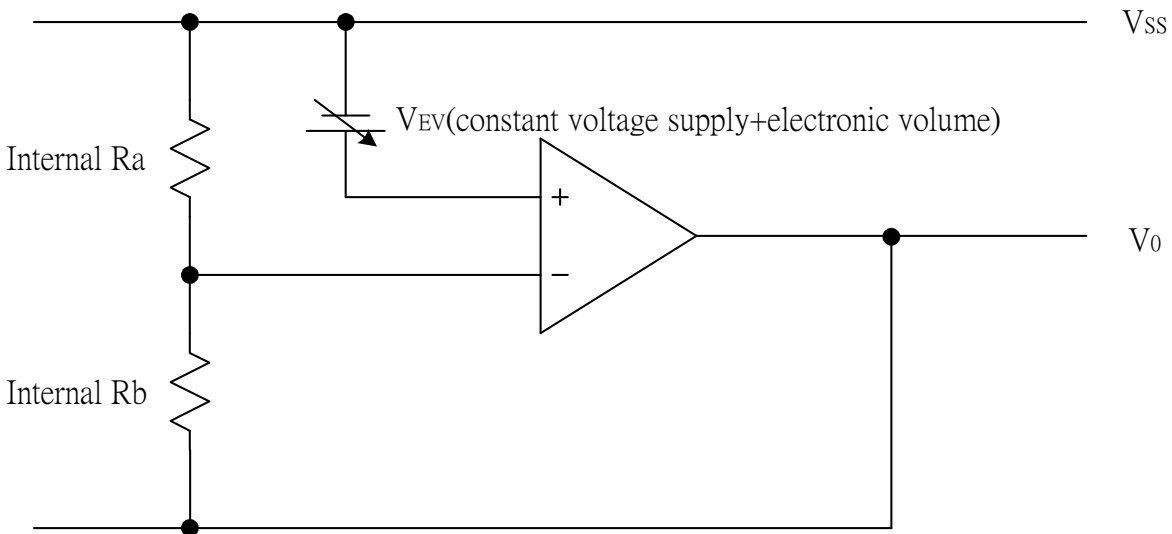 VSS
VEV(constant voltage supply+electronic volume)
Internal Ra
+
V0
−
Internal Rb